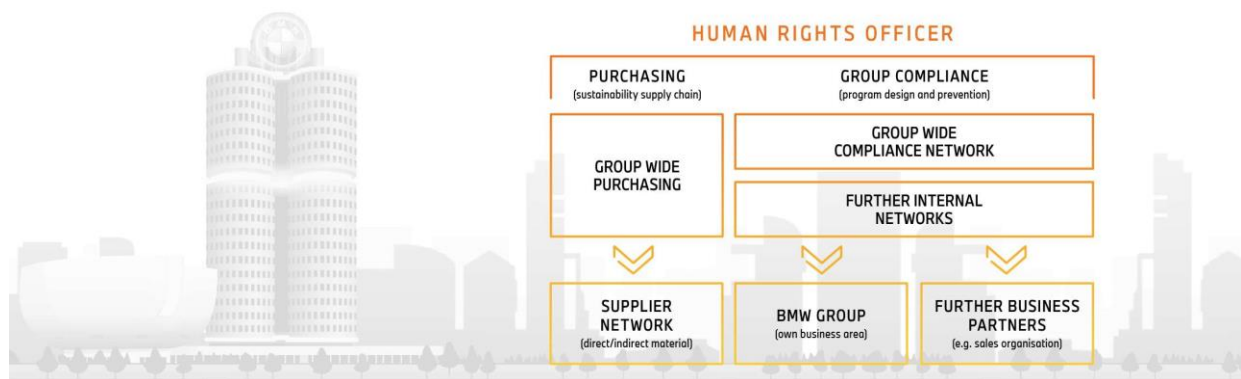 HUMAN RIGHTS OFFICER
PURCHASING
(sustainability supply chain)
GROUP COMPLIANCE
(program design and prevention)
GROUP WIDE
PURCHASING
GROUP WIDE
COMPLIANCE NETWORK
FURTHER INTERNAL
NETWORKS
SUPPLIER
NETWORK
(direct/indirect material)
BMW GROUP
(own business area)
FURTHER BUSINESS
PARTNERS
(e.g. sales organisation)